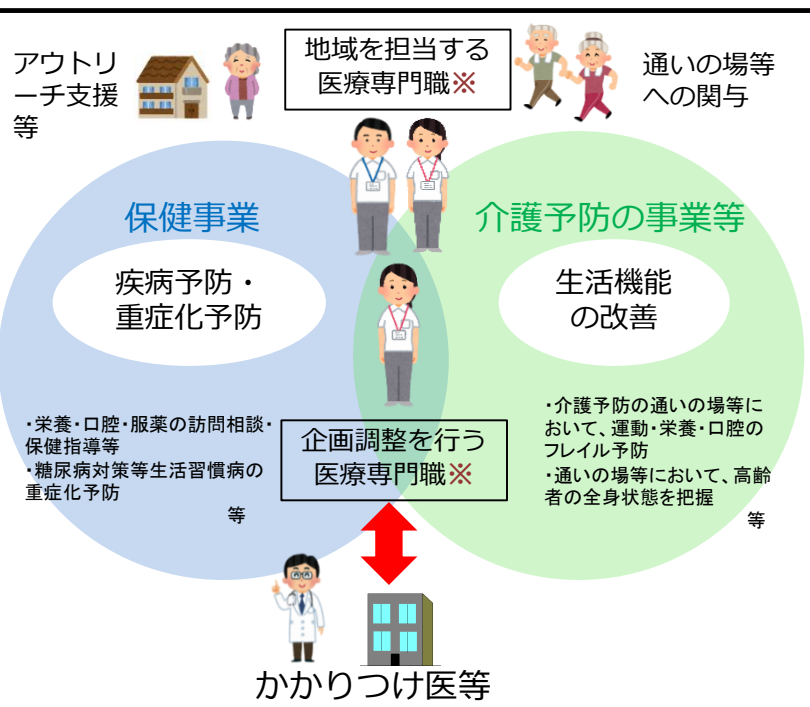 アウトリ
ーチ支援
等
地域を担当する
医療専門職※
通いの場等
への関与
保健事業
介護予防の事業等
疾病予防・
重症化予防
生活機能
の改善
・栄養・口腔・服薬の訪問相談・
保健指導等
・糖尿病対策等生活習慣病の
重症化予防
等
企画調整を行う
医療専門職※
・介護予防の通いの場等に
おいて、運動・栄養・口腔の
フレイル予防
・通いの場等において、高齢
者の全身状態を把握
等
かかりつけ医等